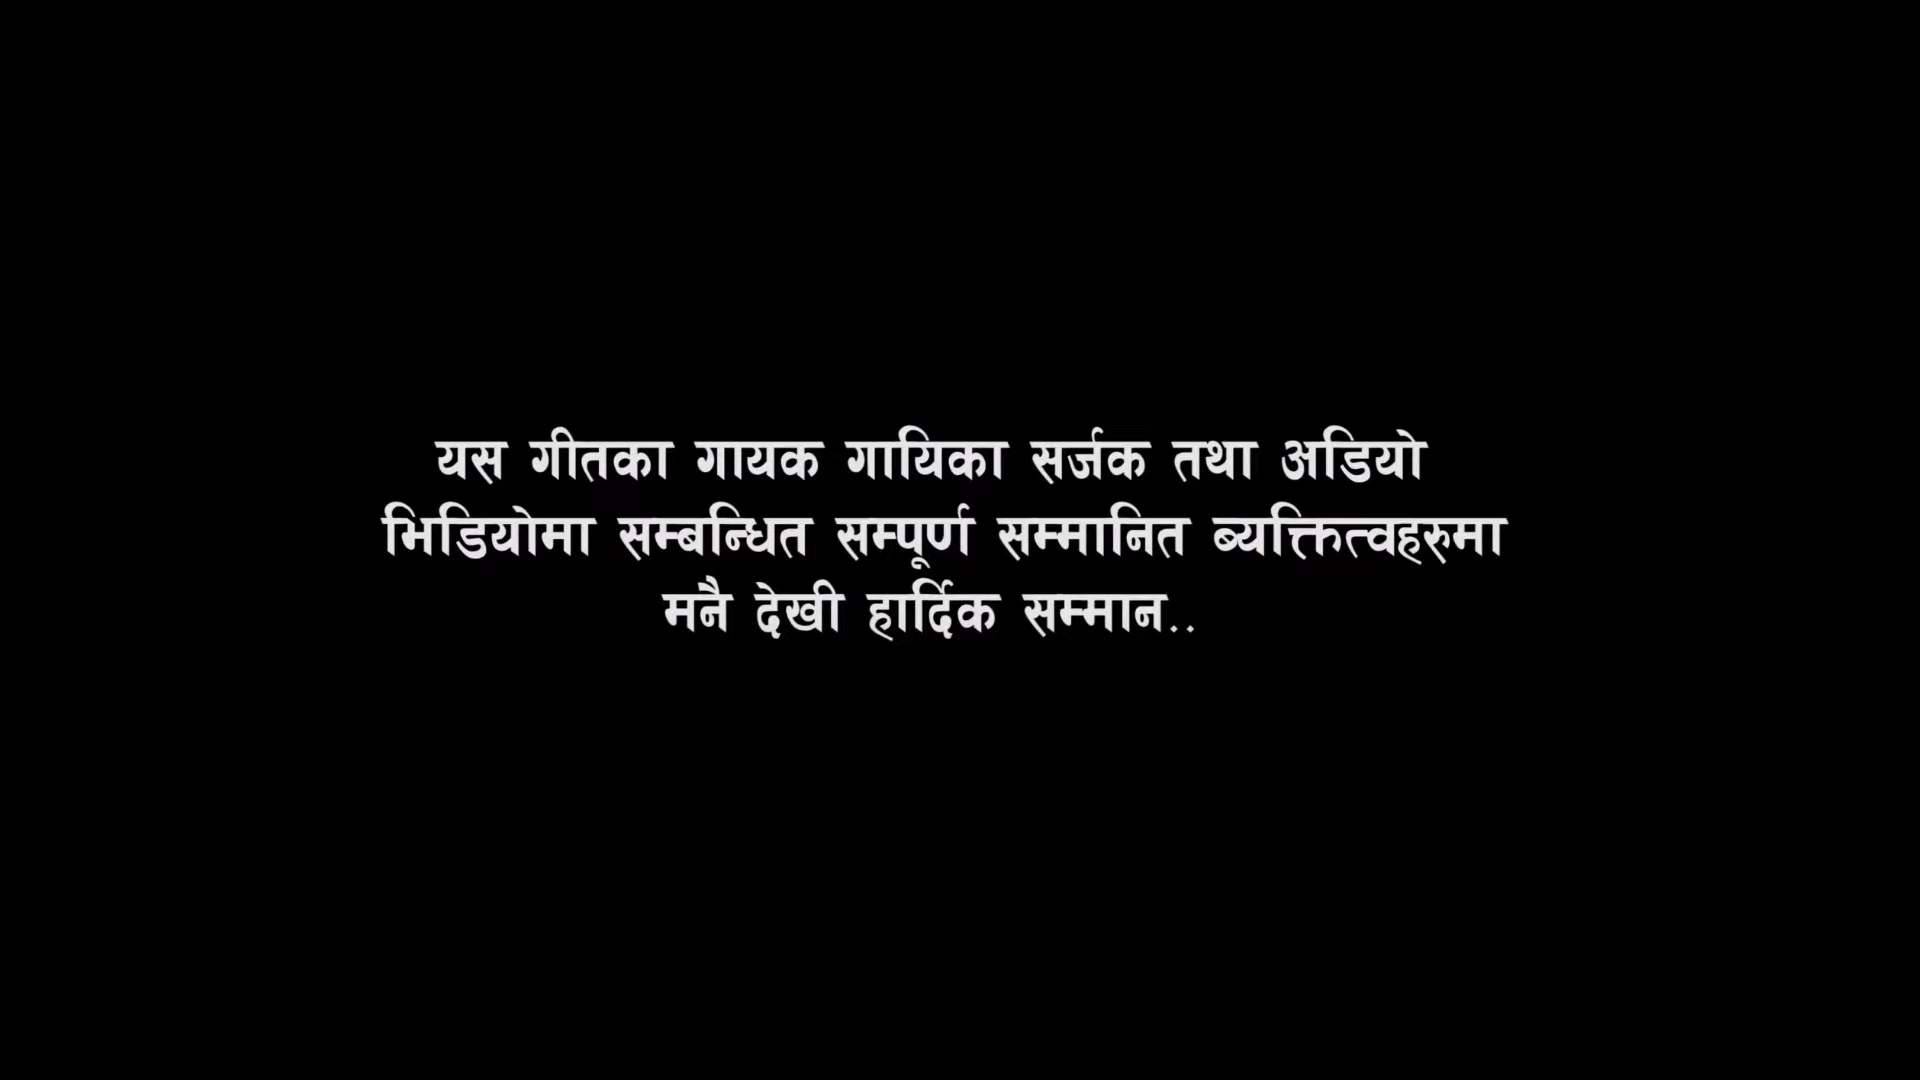 यस गीतका गायक गायिका सर्जक तथा अडियो
भिडियोमा सम्बन्धित सम्पूर्ण सम्मानित ब्यक्तित्वहरुमा
मनै देखी हार्दिक सम्मान..